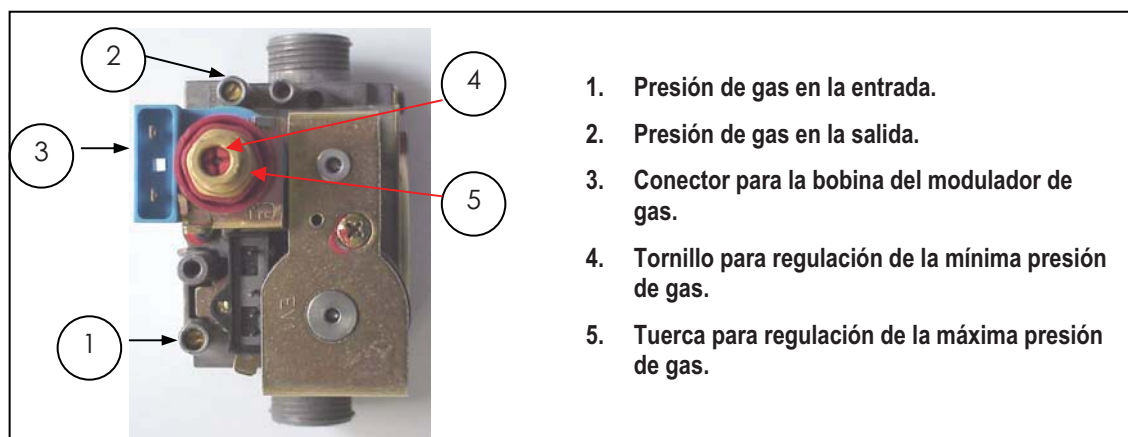 2
4
3
5
1
1. Presión de gas en la entrada.
2. Presión de gas en la salida.
3. Conector para la bobina del modulador de
gas.
4. Tornillo para regulación de la mínima presión
de gas.
5. Tuerca para regulación de la máxima presión
de gas.